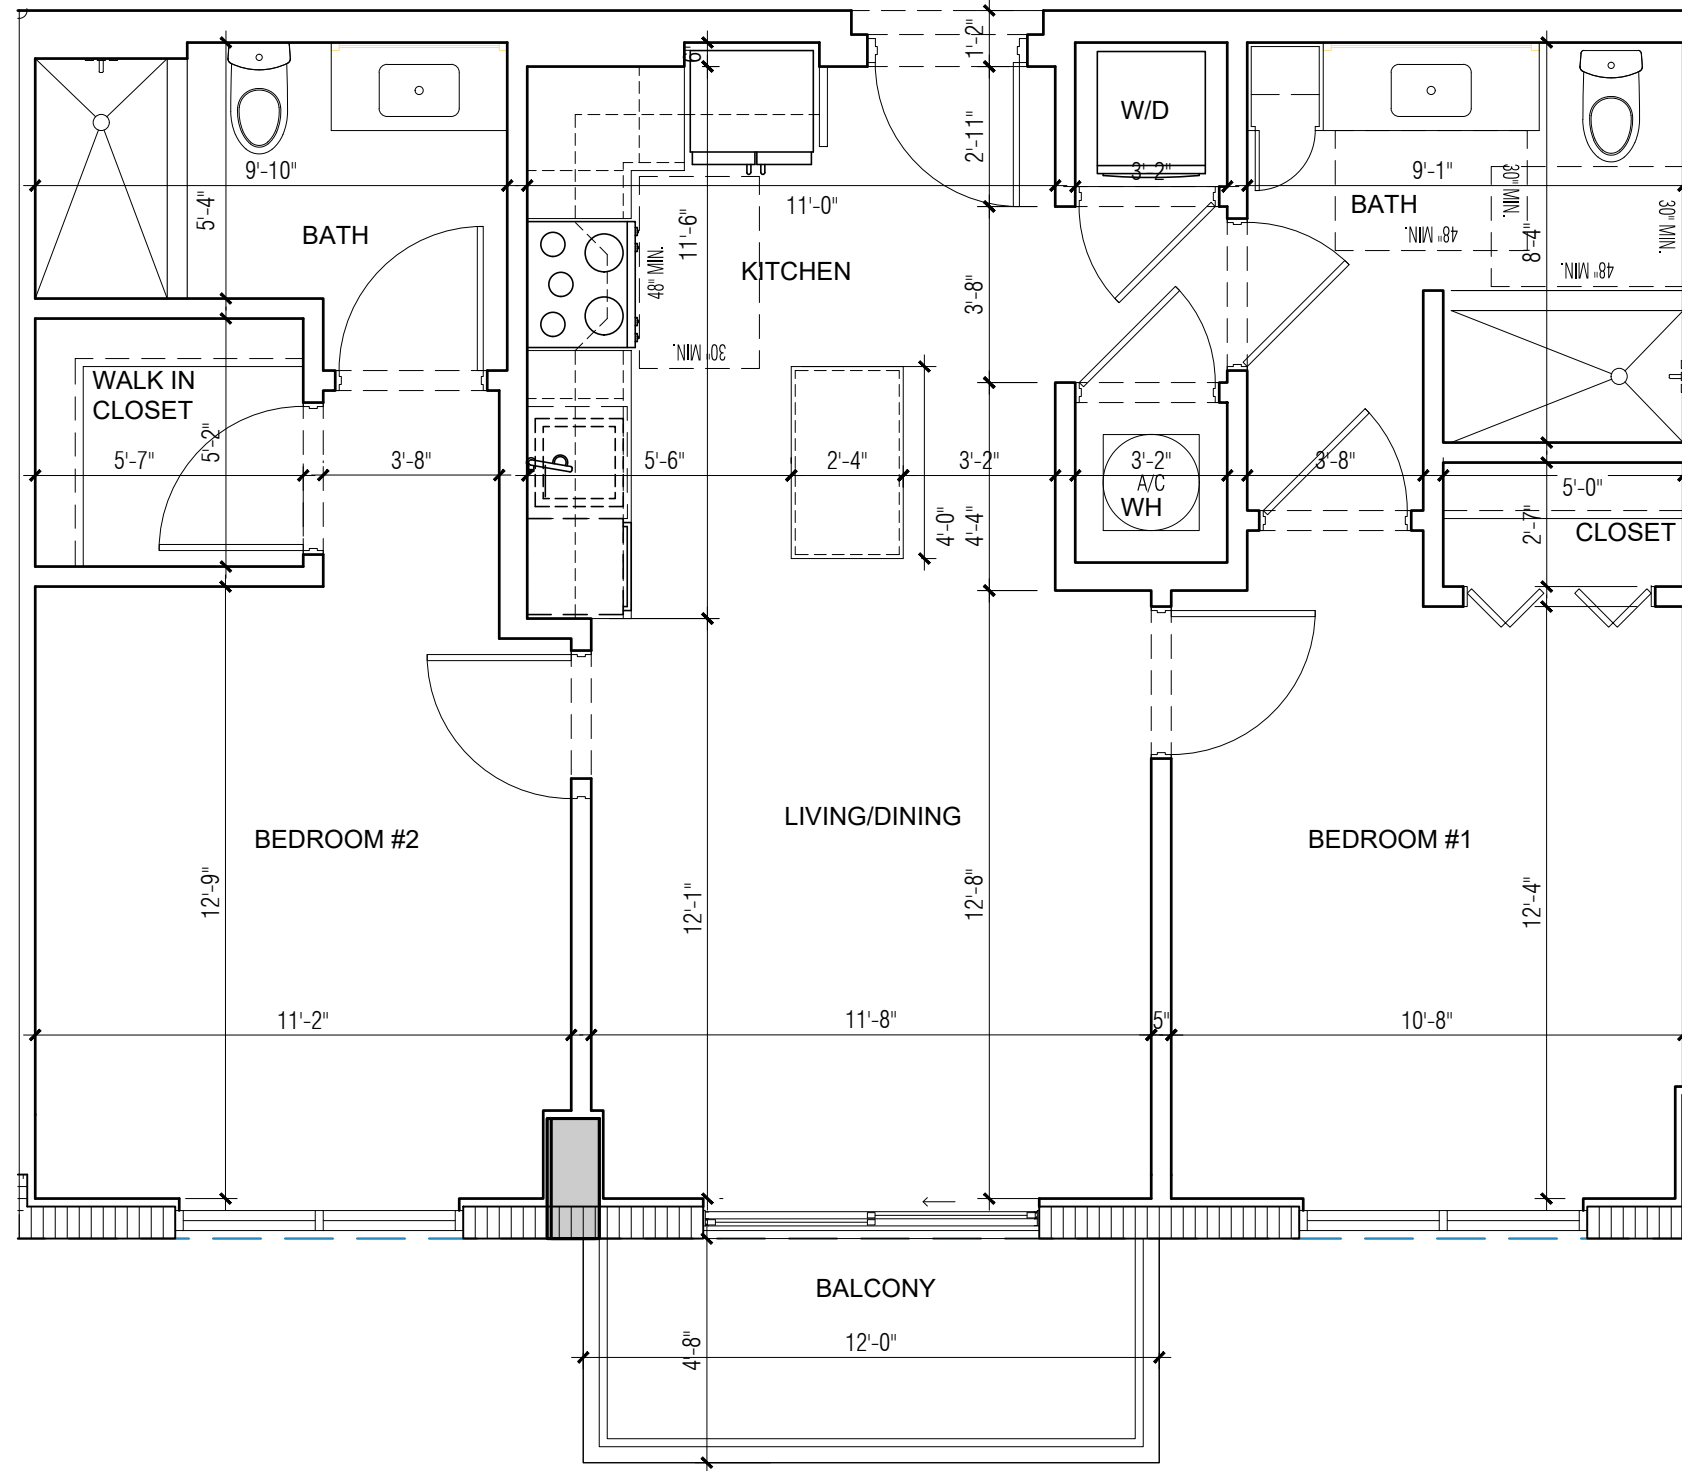 1'-2"
6"
W/D
2'-11"
9'-10"
3'-2"
9'-1"
30" MIN.
5'-4"
11'-0"
BATH
30" MIN.
BATH
11'-6"
48" MIN.
8'-4"
48" MIN.
KITCHEN
48" MIN.
3'-8"
30" MIN.
WALK IN
CLOSET
5'-2"
5'-7"
3'-8"
5'-6"
2'-4"
3'-2"
3'-2"
3'-8"
A/C
5'-0"
WH
4'-0"
4'-4"
2'-7"
CLOSET
LIVING/DINING
BEDROOM #2
BEDROOM #1
12'-9"
12'-1"
12'-8"
12'-4"
11'-2"
11'-8"
5"
10'-8"
BALCONY
12'-0"
4'-8"